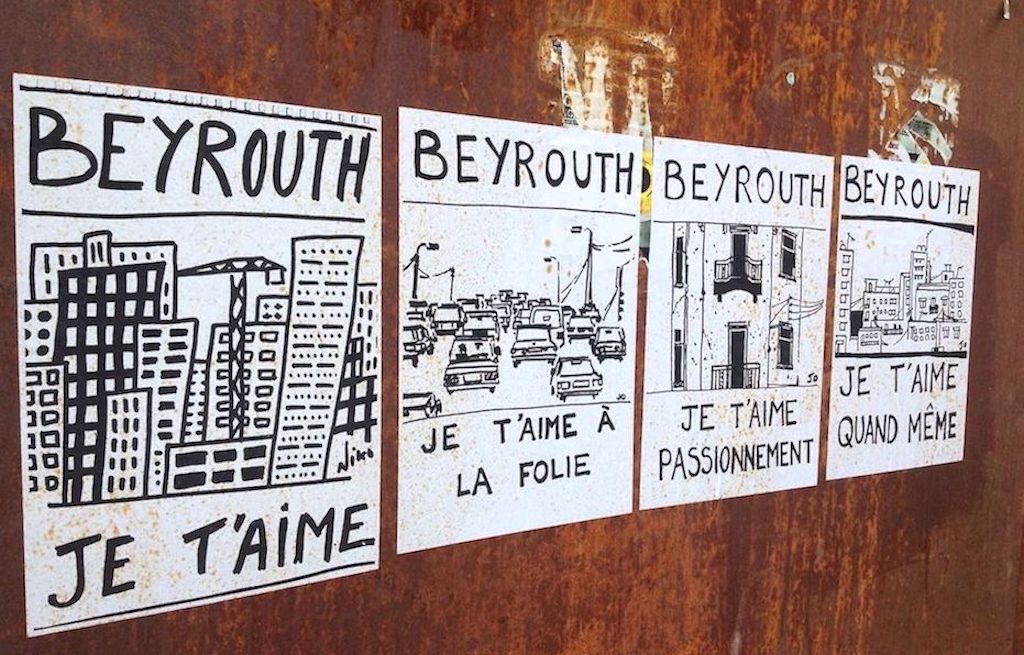 BEYROUTH
Niko
JE T'AIME
BEYROUTH
JO
JE T'AIME À
LA FOLIE
BEYROUTH
JO
JE T'AIME
PASSIONNEMENT
BEYROUTH
JE T'AIME
QUAND MÊME